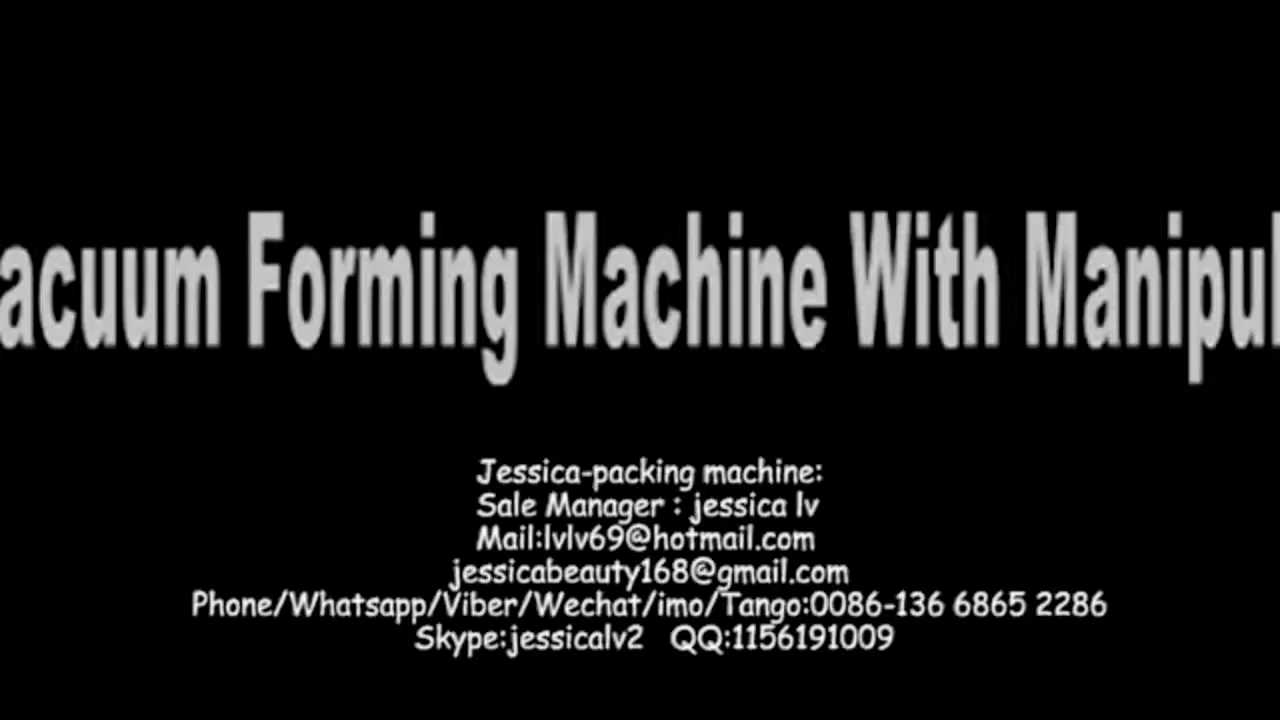 acuum Forming Machine With Manipul
Jessica-packing machine:
Sale Manager : jessica lv
Mail:lvlv69@hotmail.com
jessicabeauty168@gmail.com
Phone/Whatsapp/Viber/Wechat/imo/Tango:0086-136 6865 2286
Skype:jessicalv2 QQ:1156191009